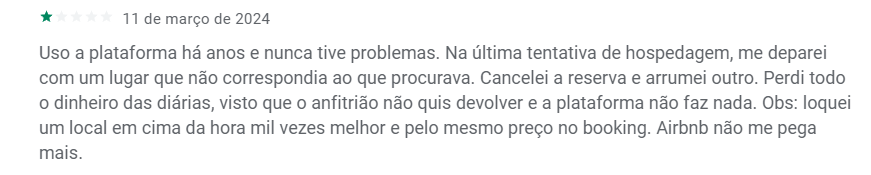 11 de março de 2024
Uso a plataforma há anos e nunca tive problemas. Na última tentativa de hospedagem, me deparei
com um lugar que não correspondia ao que procurava. Cancelei a reserva e arrumei outro. Perdi todo
o dinheiro das diárias, visto que o anfitrião não quis devolver e a plataforma não faz nada. Obs: loquei
um local em cima da hora mil vezes melhor e pelo mesmo preço no booking. Airbnb não me pega
mais.